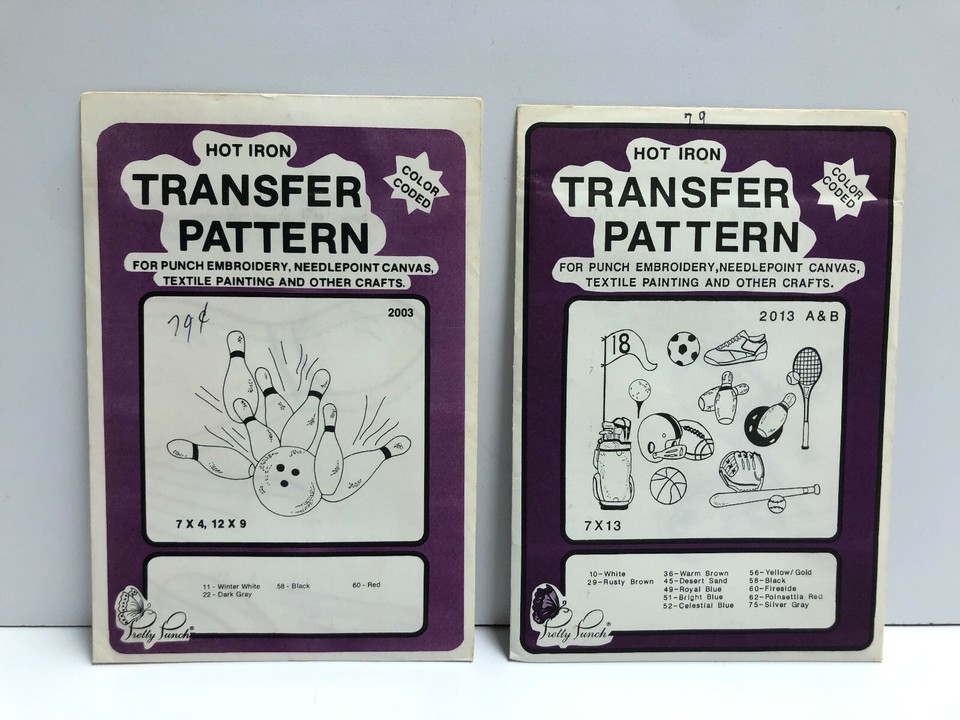 HOT IRON
TRANSFER
PATTERN
COLOR
CODED
FOR PUNCH EMBROIDERY, NEEDLEPOINT CANVAS,
TEXTILE PAINTING AND OTHER CRAFTS.
79¢
2003
7 X 4, 12 X 9
11 - Winter White 58 - Black 60 - Red
22 - Dark Gray
Pretty Punch®
79
HOT IRON
TRANSFER
PATTERN
COLOR
CODED
FOR PUNCH EMBROIDERY, NEEDLEPOINT CANVAS,
TEXTILE PAINTING AND OTHER CRAFTS.
2013 A & B
18
7 X 13
10-White 36-Warm Brown 56-Yellow/Gold
29-Rusty Brown 45-Desert Sand 58-Black
49-Royal Blue 60-Fireside
51-Bright Blue 62-Poinsettia Red
52-Celestial Blue 75-Silver Gray
Pretty Punch®